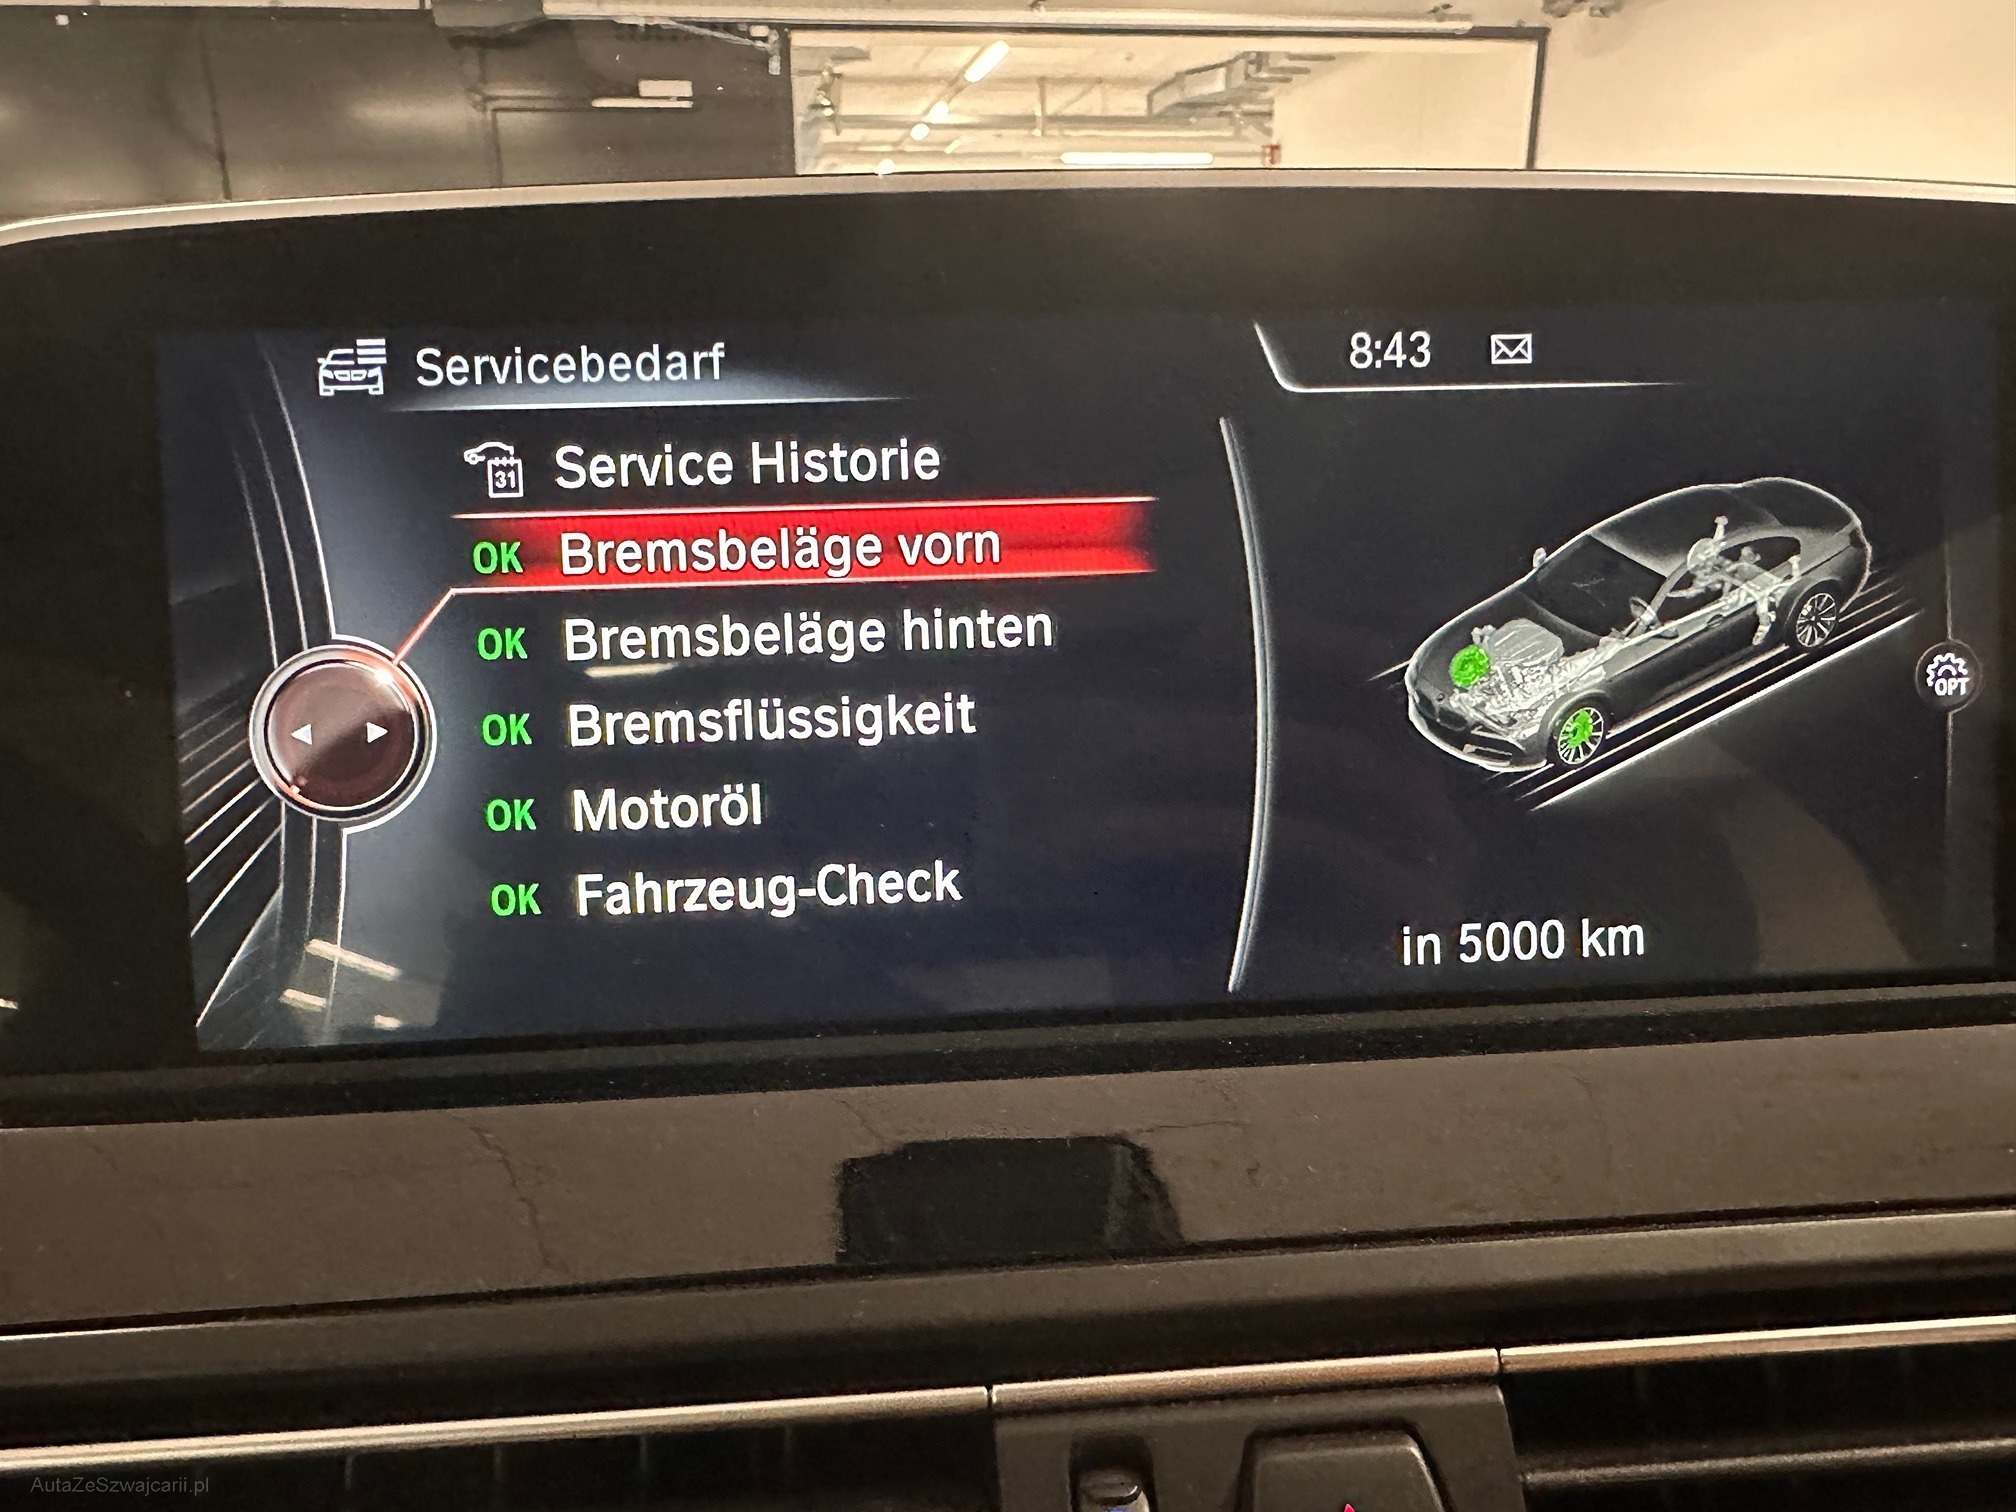 Servicebedarf
8:43
31
Service Historie
OK Bremsbeläge vorn
OK Bremsbeläge hinten
OK Bremsflüssigkeit
OK Motoröl
OK Fahrzeug-Check
OPT
in 5000 km
AutaZeSzwajcarii.pl